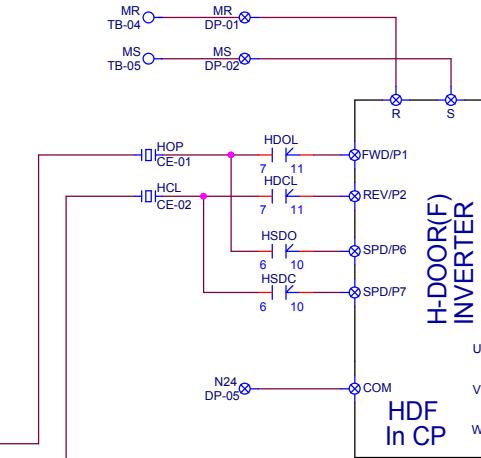 MR
TB-04
MR
DP-01
MS
TB-05
MS
DP-02
R
S
HOP
CE-01
HDOL
7
11
FWD/P1
HCL
CE-02
HDCL
7
11
REV/P2
HSDO
6
10
SPD/P6
HSDC
6
10
SPD/P7
H-DOOR(F)
INVERTER
N24
DP-05
COM
U
V
W
HDF
In CP